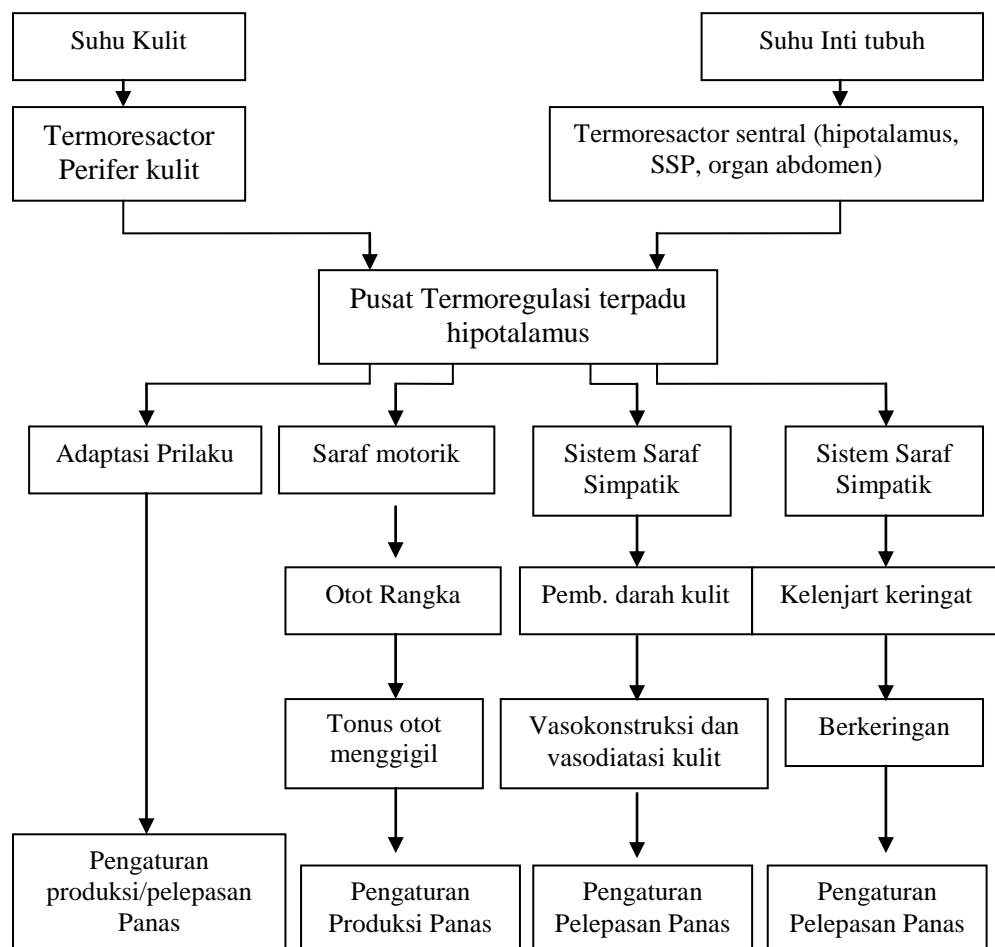 Suhu Kulit
Suhu Inti tubuh
Termoresactor
Perifer kulit
Termoresactor sentral (hipotalamus,
SSP, organ abdomen)
Pusat Termoregulasi terpadu
hipotalamus
Adaptasi Prilaku
Saraf motorik
Sistem Saraf
Simpatik
Sistem Saraf
Simpatik
Otot Rangka
Pemb. darah kulit
Kelenjart keringat
Tonus otot
menggigil
Vasokonstruksi dan
vasodiatasi kulit
Berkeringan
Pengaturan
produksi/pelepasan
Panas
Pengaturan
Produksi Panas
Pengaturan
Pelepasan Panas
Pengaturan
Pelepasan Panas